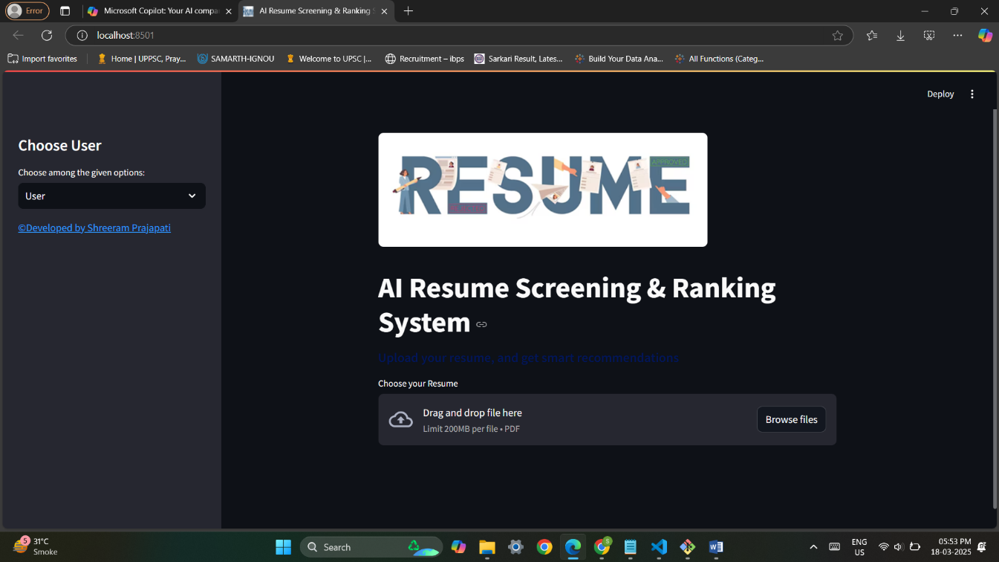 Error
Microsoft Copilot: Your AI compa
AI Resume Screening & Ranking S
localhost:8501
Import favorites
Home | UPPSC, Pray...
SAMARTH-IGNOU
Welcome to UPSC |...
Recruitment – ibps
Sarkari Result, Lates...
Build Your Data Ana...
All Functions (Categ...
Deploy
Choose User
Choose among the given options:
User
©Developed by Shreeram Prajapati
RESUME
APPROVED
AI Resume Screening & Ranking
System
Upload your resume, and get smart recommendations
Choose your Resume
Drag and drop file here
Limit 200MB per file • PDF
Browse files
5
31°C
Smoke
Search
S
ENG
US
05:53 PM
18-03-2025